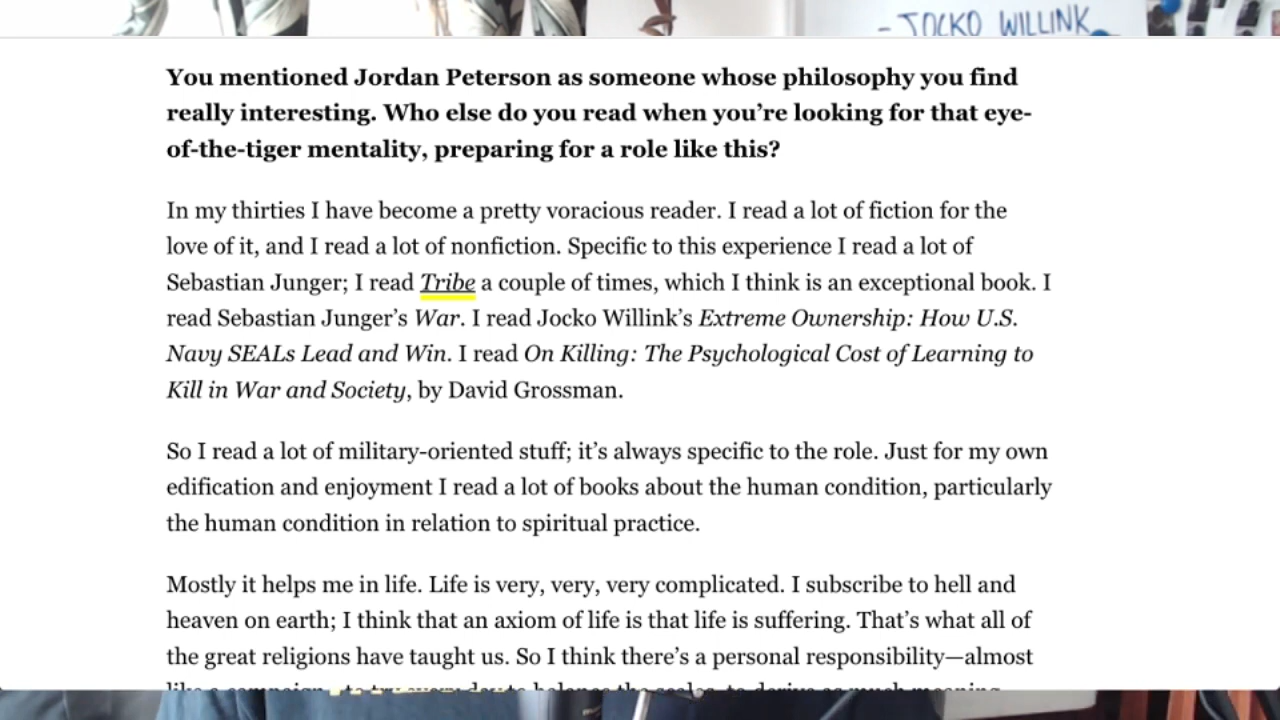 - JOCKO WILLINK
You mentioned Jordan Peterson as someone whose philosophy you find
really interesting. Who else do you read when you’re looking for that eye-
of-the-tiger mentality, preparing for a role like this?
In my thirties I have become a pretty voracious reader. I read a lot of fiction for the
love of it, and I read a lot of nonfiction. Specific to this experience I read a lot of
Sebastian Junger; I read Tribe a couple of times, which I think is an exceptional book. I
read Sebastian Junger’s War. I read Jocko Willink’s Extreme Ownership: How U.S.
Navy SEALs Lead and Win. I read On Killing: The Psychological Cost of Learning to
Kill in War and Society, by David Grossman.
So I read a lot of military-oriented stuff; it’s always specific to the role. Just for my own
edification and enjoyment I read a lot of books about the human condition, particularly
the human condition in relation to spiritual practice.
Mostly it helps me in life. Life is very, very, very complicated. I subscribe to hell and
heaven on earth; I think that an axiom of life is that life is suffering. That’s what all of
the great religions have taught us. So I think there’s a personal responsibility—almost